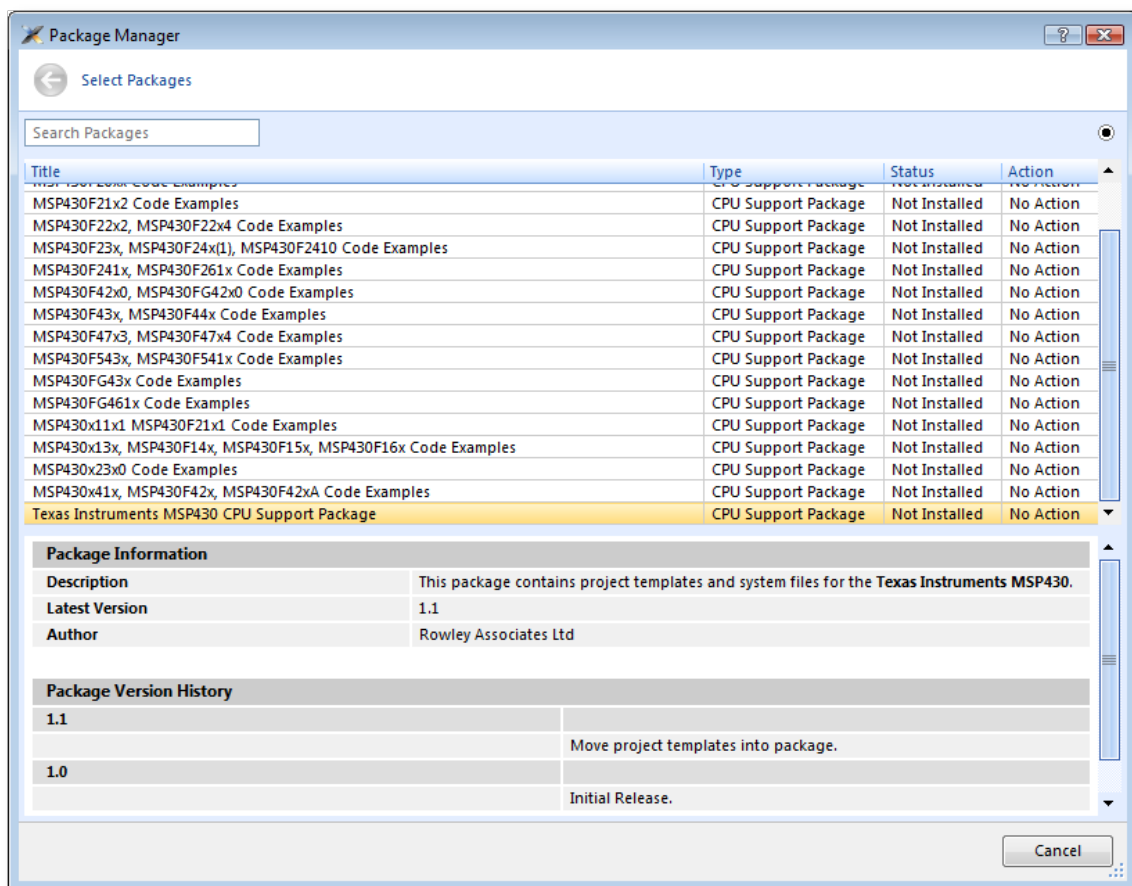 Package Manager
Select Packages
Search Packages
Title Type Status Action
MSP430F21x2 Code Examples CPU Support Package Not Installed No Action
MSP430F22x2, MSP430F22x4 Code Examples CPU Support Package Not Installed No Action
MSP430F23x, MSP430F24x(1), MSP430F2410 Code Examples CPU Support Package Not Installed No Action
MSP430F241x, MSP430F261x Code Examples CPU Support Package Not Installed No Action
MSP430F42x0, MSP430FG42x0 Code Examples CPU Support Package Not Installed No Action
MSP430F43x, MSP430F44x Code Examples CPU Support Package Not Installed No Action
MSP430F47x3, MSP430F47x4 Code Examples CPU Support Package Not Installed No Action
MSP430F543x, MSP430F541x Code Examples CPU Support Package Not Installed No Action
MSP430FG43x Code Examples CPU Support Package Not Installed No Action
MSP430FG461x Code Examples CPU Support Package Not Installed No Action
MSP430x11x1 MSP430F21x1 Code Examples CPU Support Package Not Installed No Action
MSP430x13x, MSP430F14x, MSP430F15x, MSP430F16x Code Examples CPU Support Package Not Installed No Action
MSP430x23x0 Code Examples CPU Support Package Not Installed No Action
MSP430x41x, MSP430F42x, MSP430F42xA Code Examples CPU Support Package Not Installed No Action
Texas Instruments MSP430 CPU Support Package CPU Support Package Not Installed No Action
Package Information
Description This package contains project templates and system files for the Texas Instruments MSP430.
Latest Version 1.1
Author Rowley Associates Ltd
Package Version History
1.1
Move project templates into package.
1.0
Initial Release.
Cancel